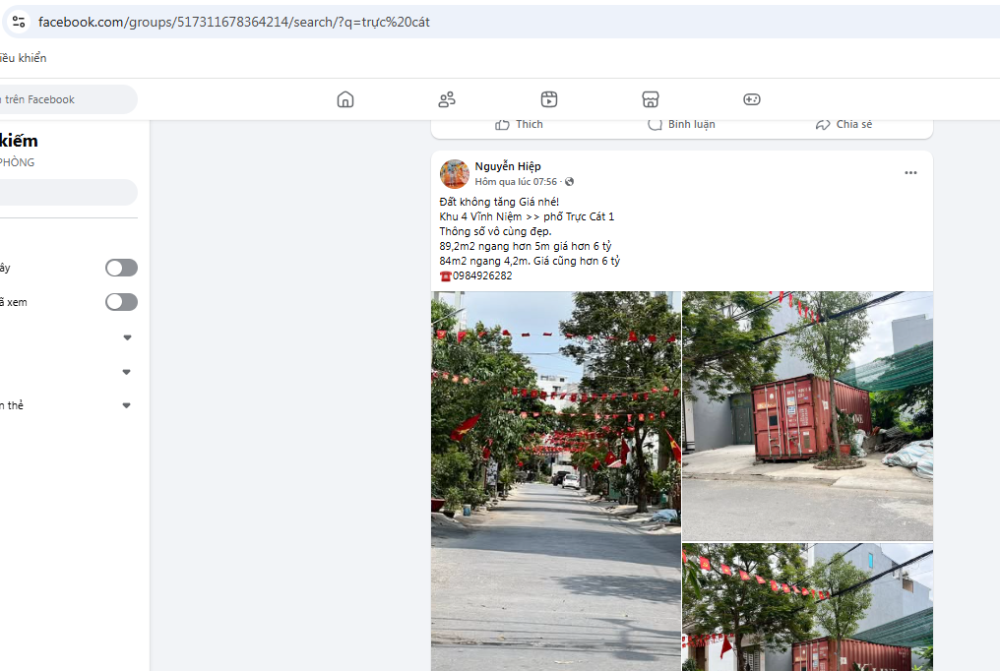 facebook.com/groups/517311678364214/search/?q=trực%20cát
iều khiển
trên Facebook
kiếm
PHÒNG
ây
ã xem
n thẻ
Thích
Bình luận
Chia sẻ
Nguyễn Hiệp
Hôm qua lúc 07:56 ·
Đất không tăng Giá nhé!
Khu 4 Vĩnh Niệm >> phố Trực Cát 1
Thông số vô cùng đẹp.
89,2m2 ngang hơn 5m giá hơn 6 tỷ
84m2 ngang 4,2m. Giá cũng hơn 6 tỷ
☎️0984926282